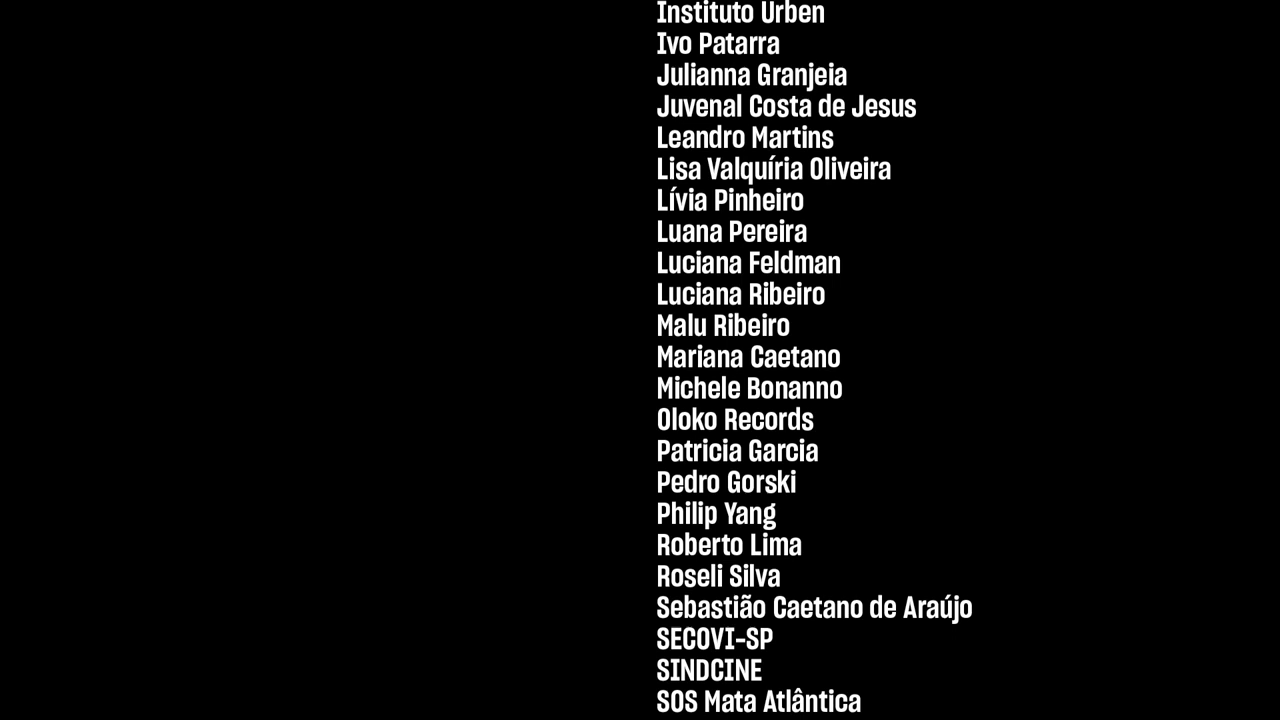 Instituto Urben
Ivo Patarra
Julianna Granjeia
Juvenal Costa de Jesus
Leandro Martins
Lisa Valquíria Oliveira
Lívia Pinheiro
Luana Pereira
Luciana Feldman
Luciana Ribeiro
Malu Ribeiro
Mariana Caetano
Michele Bonanno
Oloko Records
Patricia Garcia
Pedro Gorski
Philip Yang
Roberto Lima
Roseli Silva
Sebastião Caetano de Araújo
SECOVI-SP
SINDCINE
SOS Mata Atlântica